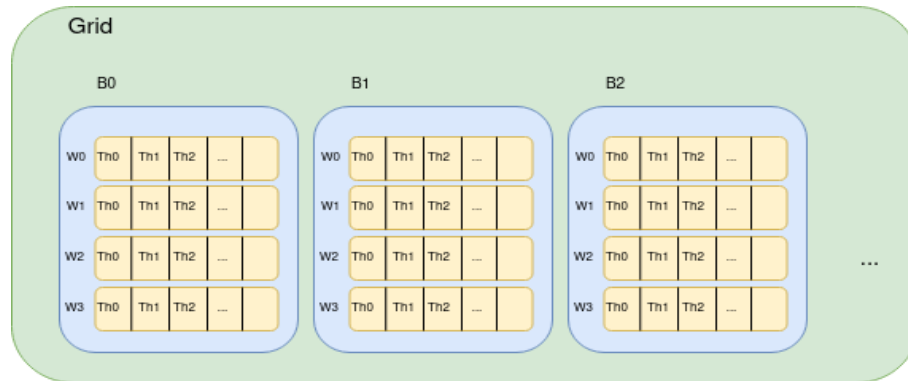 Grid
B0 B1 B2
W0 Th0 Th1 Th2 ... W0 Th0 Th1 Th2 ... W0 Th0 Th1 Th2 ...
W1 Th0 Th1 Th2 ... W1 Th0 Th1 Th2 ... W1 Th0 Th1 Th2 ...
W2 Th0 Th1 Th2 ... W2 Th0 Th1 Th2 ... W2 Th0 Th1 Th2 ... ...
W3 Th0 Th1 Th2 ... W3 Th0 Th1 Th2 ... W3 Th0 Th1 Th2 ...